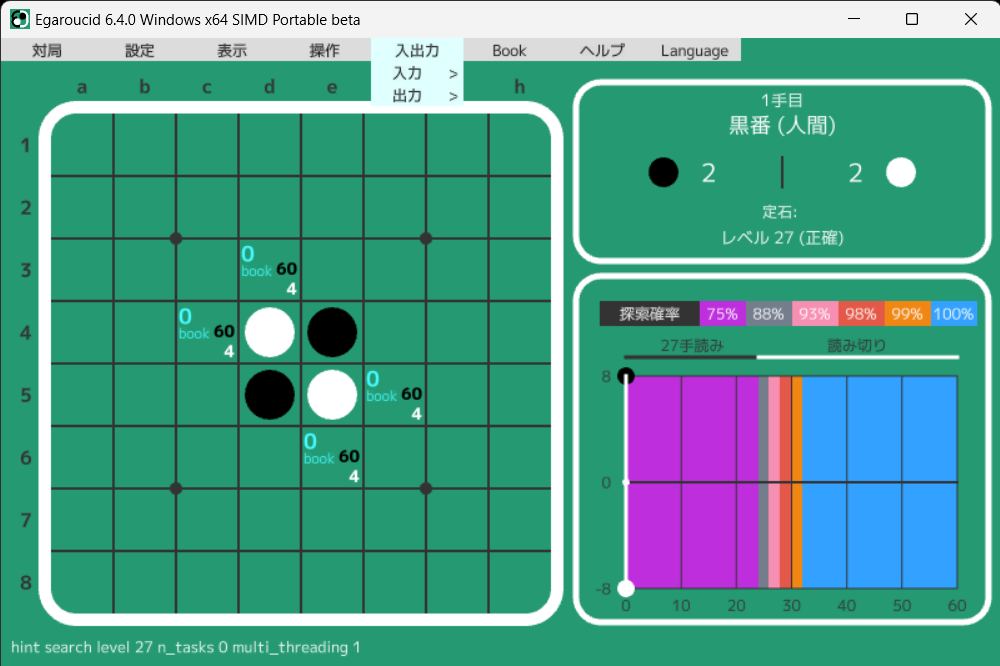 Egaroucid 6.4.0 Windows x64 SIMD Portable beta
対局 設定 表示 操作 入出力 Book ヘルプ Language
入力 >
出力 >
a b c d e h
1
2
3
4
5
6
7
8
0
book 60
4
0
book 60
4
0
book 60
4
0
book 60
4
1手目
黒番 (人間)
2 2
定石:
レベル 27 (正確)
探索確率 75% 88% 93% 98% 99% 100%
27手読み 読み切り
8
0
-8
0 10 20 30 40 50 60
hint search level 27 n_tasks 0 multi_threading 1